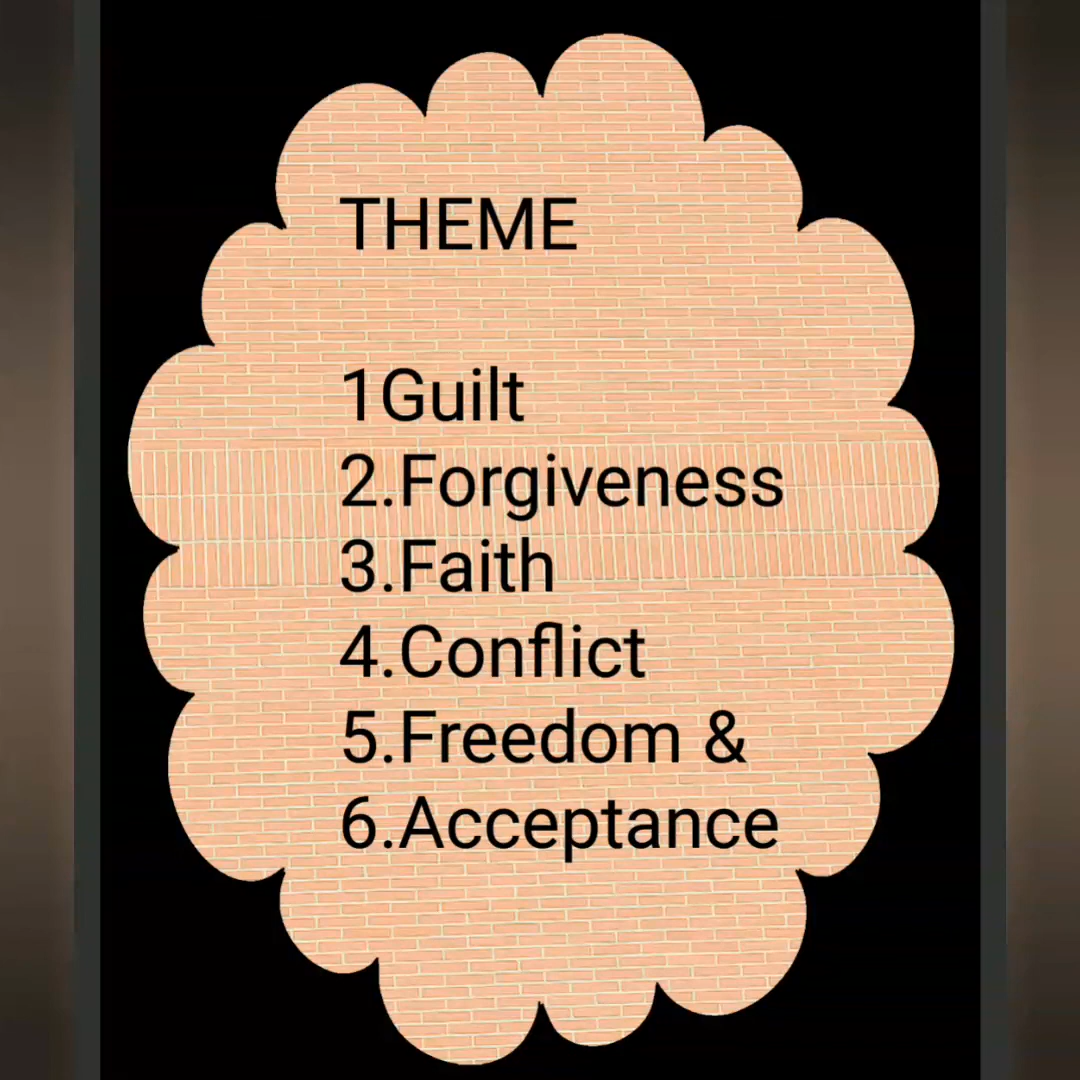 THEME
1Guilt
2.Forgiveness
3.Faith
4.Conflict
5.Freedom &
6.Acceptance